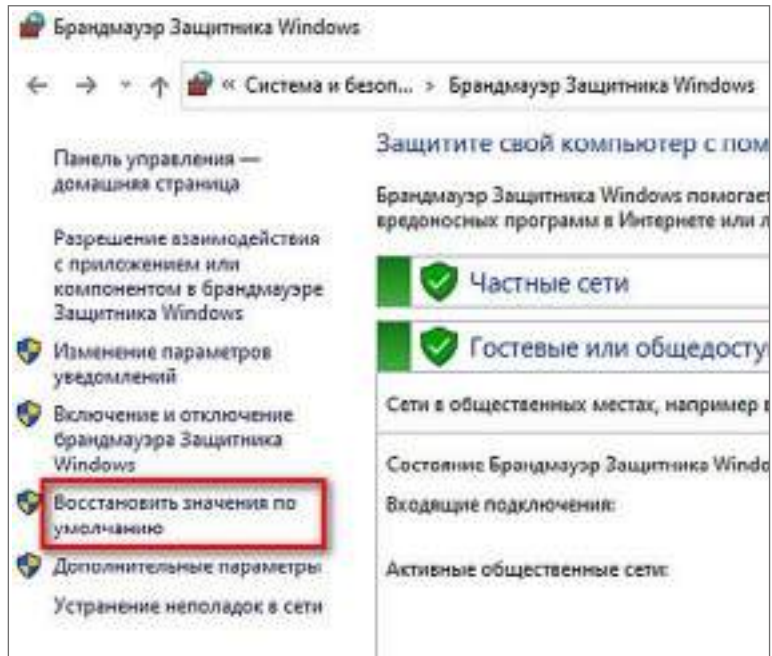 Брандмауэр Защитника Windows
« Система и безоп... > Брандмауэр Защитника Windows
Панель управления —
домашняя страница
Разрешение взаимодействия
с приложением или
компонентом в брандмауэре
Защитника Windows
Изменение параметров
уведомлений
Включение и отключение
брандмауэра Защитника
Windows
Восстановить значения по
умолчанию
Дополнительные параметры
Устранение неполадок в сети
Защитите свой компьютер с пом
Брандмауэр Защитника Windows помогает
вредоносных программ в Интернете или л
Частные сети
Гостевые или общедосту
Сети в общественных местах, например в
Состояние Брандмауэр Защитника Windo
Входящие подключения:
Активные общественные сети: